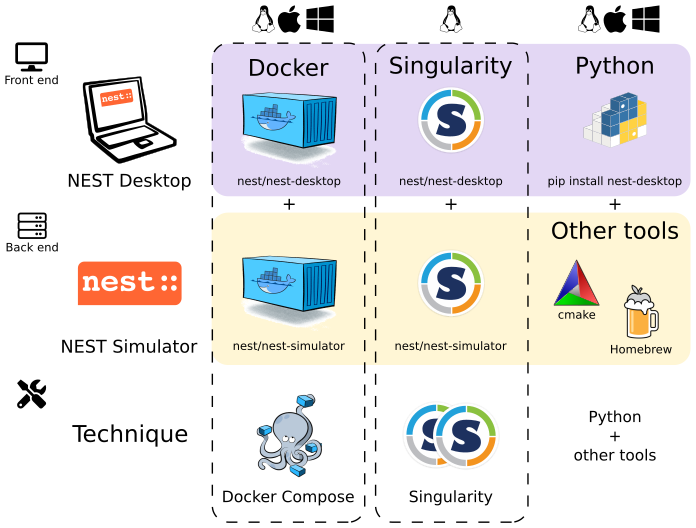 Front end
nest::
NEST Desktop
Docker
Singularity
Python
nest/nest-desktop
nest/nest-desktop
pip install nest-desktop
+
+
+
Back end
nest::
NEST Simulator
Other tools
S
S
nest/nest-simulator
nest/nest-simulator
cmake
Homebrew
Technique
Docker Compose
S S
Singularity
Python
+
other tools